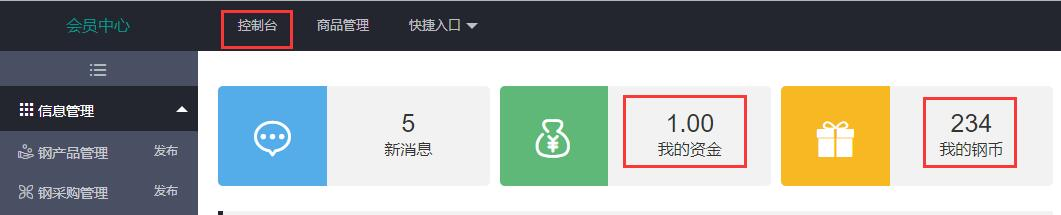 会员中心 控制台 商品管理 快捷入口
信息管理
钢产品管理 发布
钢采购管理 发布
5
新消息
1.00
我的资金
234
我的钢币